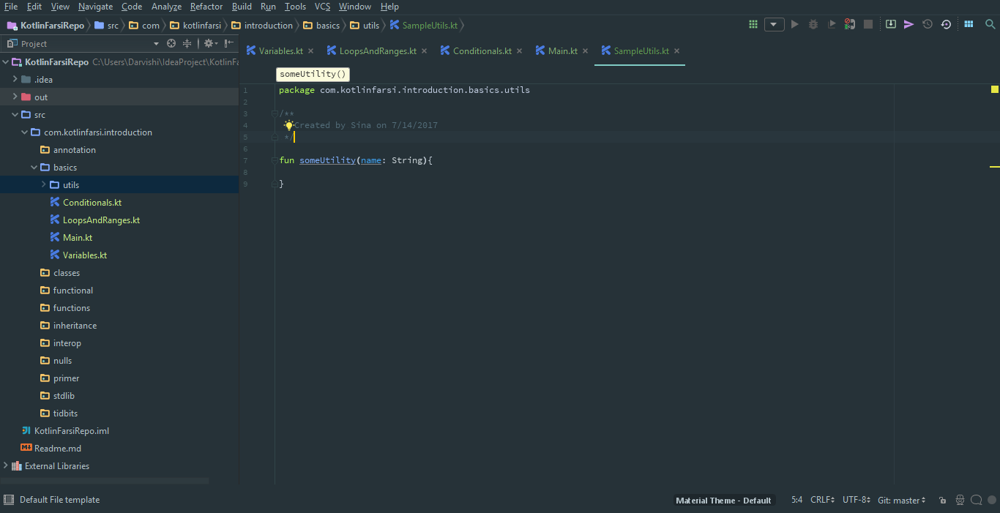 File Edit View Navigate Code Analyze Refactor Build Run Tools VCS Window Help
KotlinFarsiRepo src com kotlinfarsi introduction basics utils SampleUtils.kt
Project
Variables.kt LoopsAndRanges.kt Conditionals.kt Main.kt SampleUtils.kt
KotlinFarsiRepo C:\Users\Darvishi\IdeaProject\KotlinFa
.idea
out
src
com.kotlinfarsi.introduction
annotation
basics
utils
Conditionals.kt
LoopsAndRanges.kt
Main.kt
Variables.kt
classes
functional
functions
inheritance
interop
nulls
primer
stdlib
tidbits
KotlinFarsiRepo.iml
Readme.md
External Libraries
someUtility()
1 package com.kotlinfarsi.introduction.basics.utils
2
3 /**
4 Created by Sina on 7/14/2017
5 */
6
7 fun someUtility(name: String){
8
9 }
Default File template
Material Theme - Default 5:4 CRLF UTF-8 Git: master